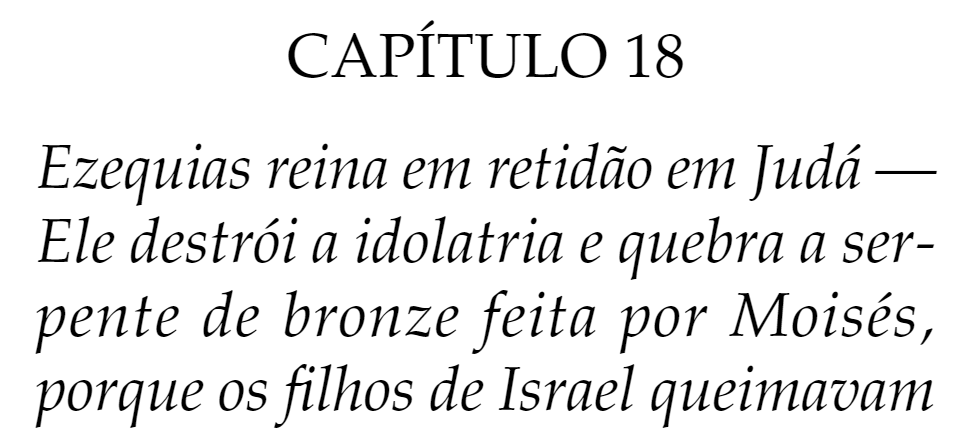 CAPÍTULO 18
Ezequias reina em retidão em Judá —
Ele destrói a idolatria e quebra a ser-
pente de bronze feita por Moisés,
porque os filhos de Israel queimavam